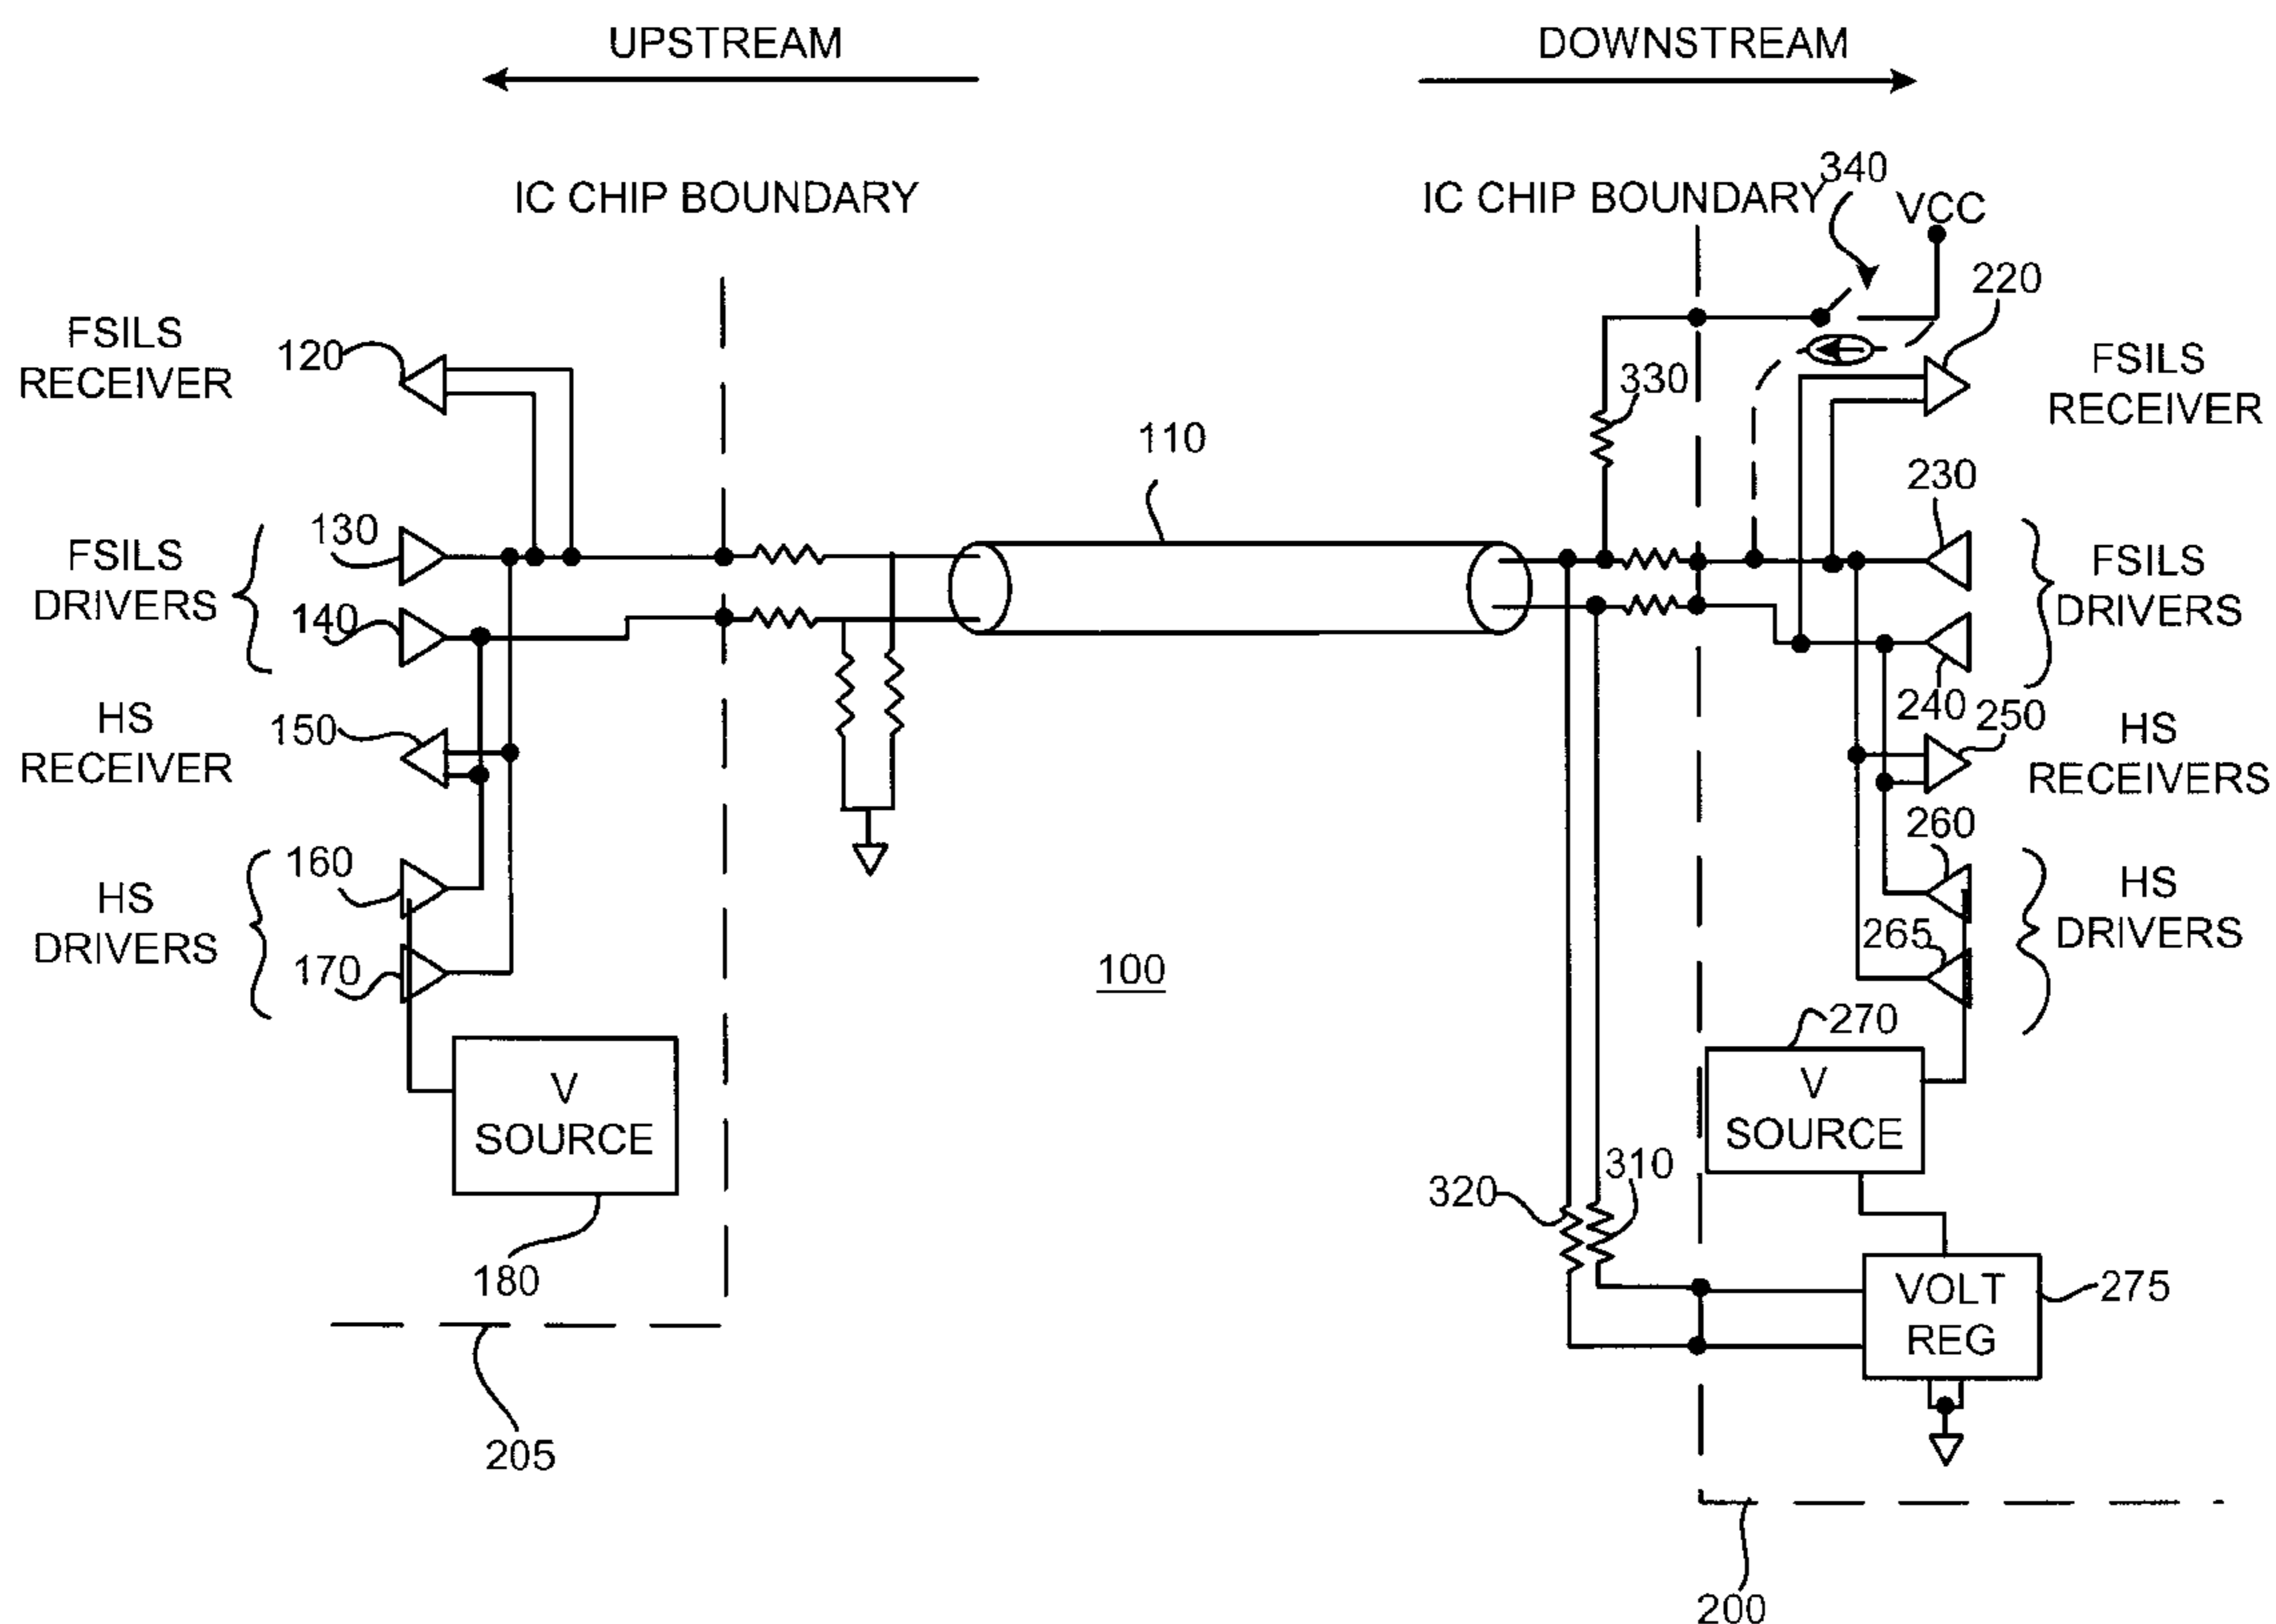 UPSTREAM
DOWNSTREAM
IC CHIP BOUNDARY
IC CHIP BOUNDARY
340
VCC
220
FSILS
RECEIVER
120
330
FSILS
RECEIVER
110
130
FSILS
DRIVERS
140
230
FSILS
DRIVERS
240
HS
RECEIVER
150
250
HS
RECEIVERS
160
HS
DRIVERS
170
260
HS
DRIVERS
265
100
V
SOURCE
180
270
V
SOURCE
320
310
VOLT
REG
275
205
200